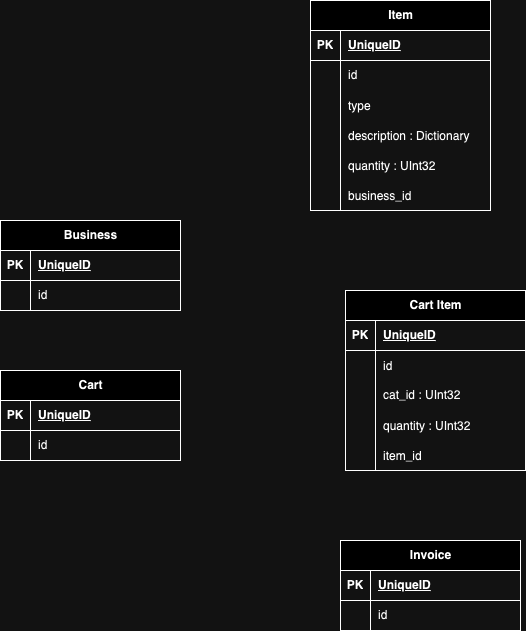 Item
PK UniqueID
id
type
description : Dictionary
quantity : UInt32
business_id
Business
PK UniqueID
id
Cart Item
PK UniqueID
id
cat_id : UInt32
quantity : UInt32
item_id
Cart
PK UniqueID
id
Invoice
PK UniqueID
id